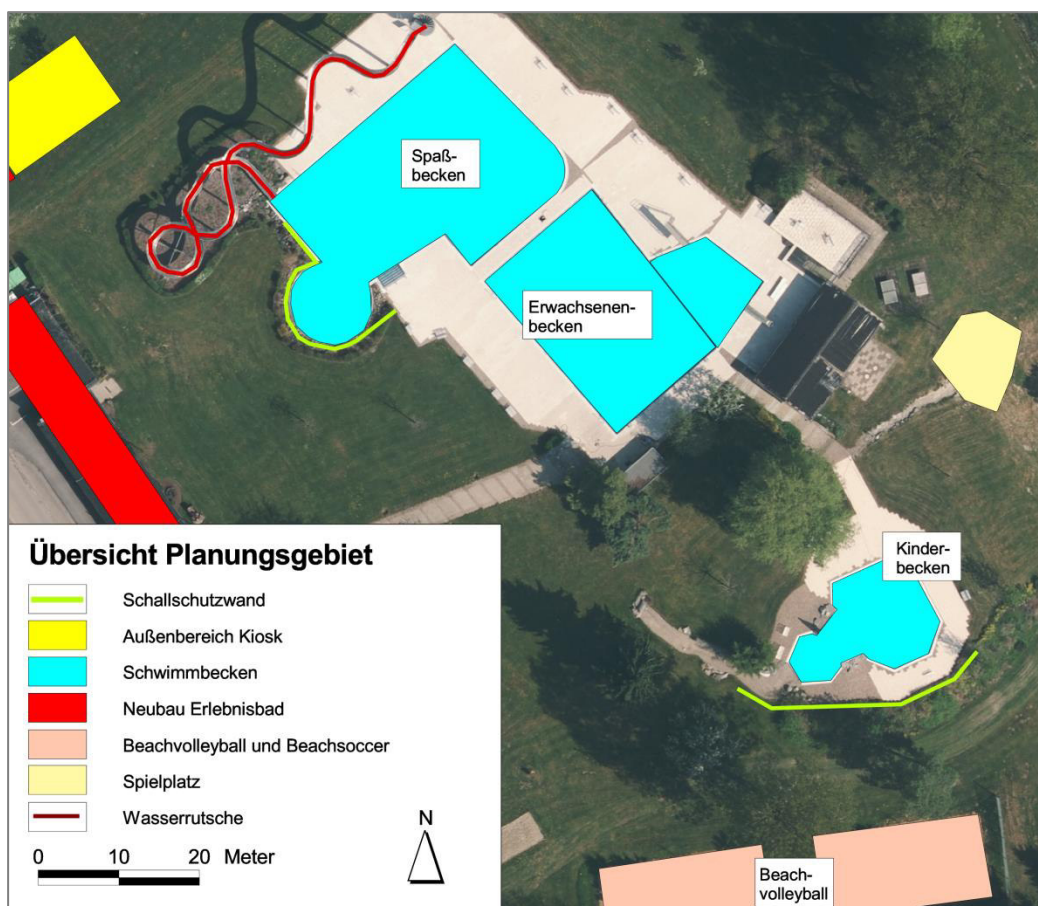 Spaß-
becken
Erwachsenen-
becken
Kinder-
becken
Beach-
volleyball
Übersicht Planungsgebiet
Schallschutzwand
Außenbereich Kiosk
Schwimmbecken
Neubau Erlebnisbad
Beachvolleyball und Beachsoccer
Spielplatz
Wasserrutsche
0 10 20 Meter
N